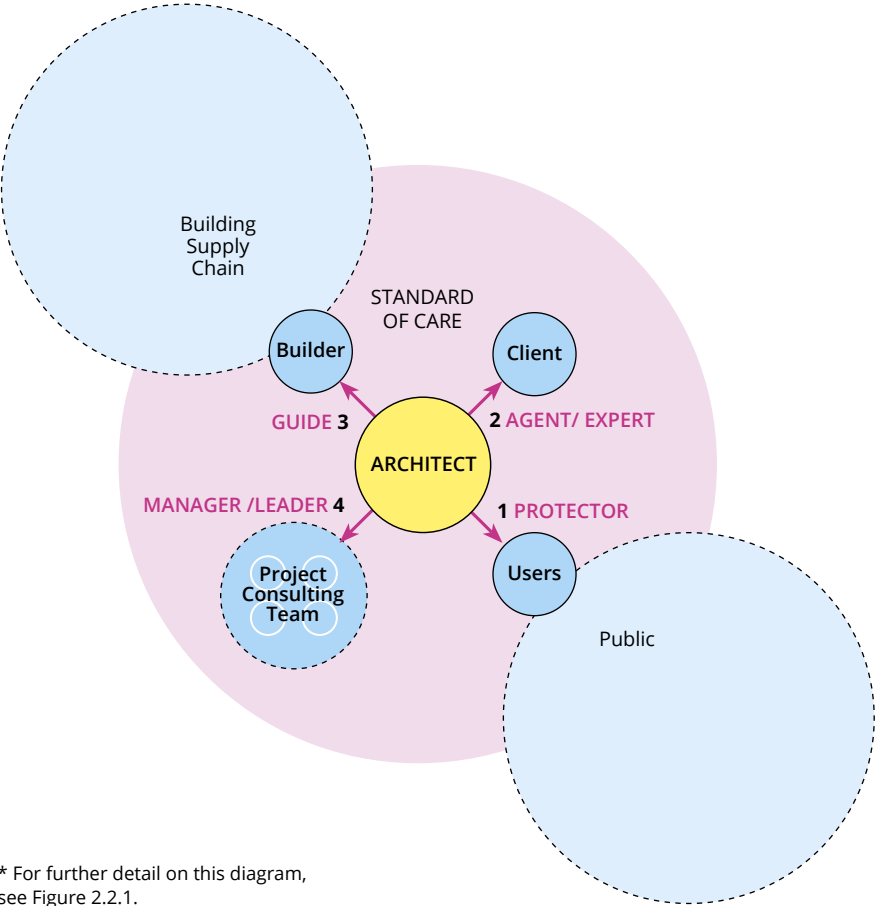 Building
Supply
Chain
STANDARD
OF CARE
Builder
Client
GUIDE 3
2 AGENT/ EXPERT
ARCHITECT
MANAGER /LEADER 4
1 PROTECTOR
Project
Consulting
Team
Users
Public
* For further detail on this diagram,
see Figure 2.2.1.